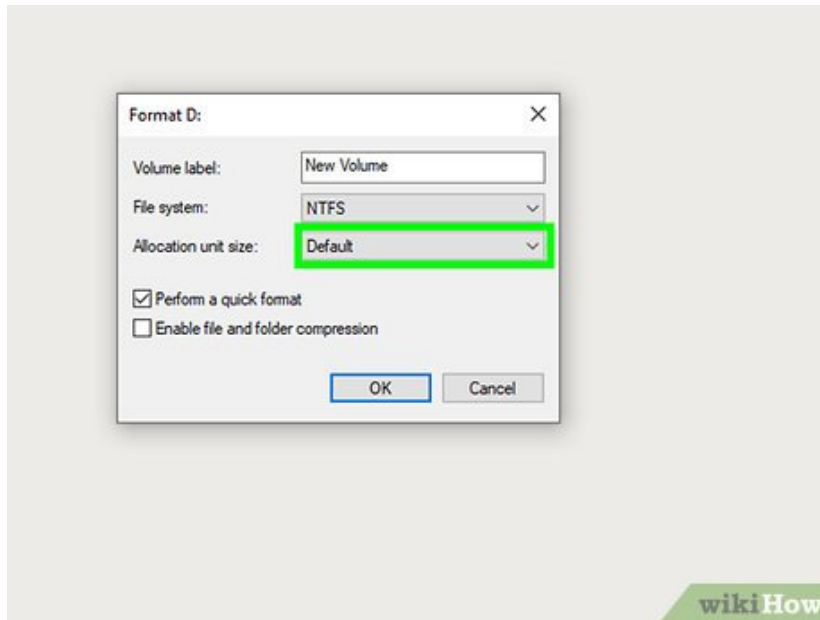 Format D:
Volume label: New Volume
File system: NTFS
Allocation unit size: Default
Perform a quick format
Enable file and folder compression
OK Cancel
wikiHow